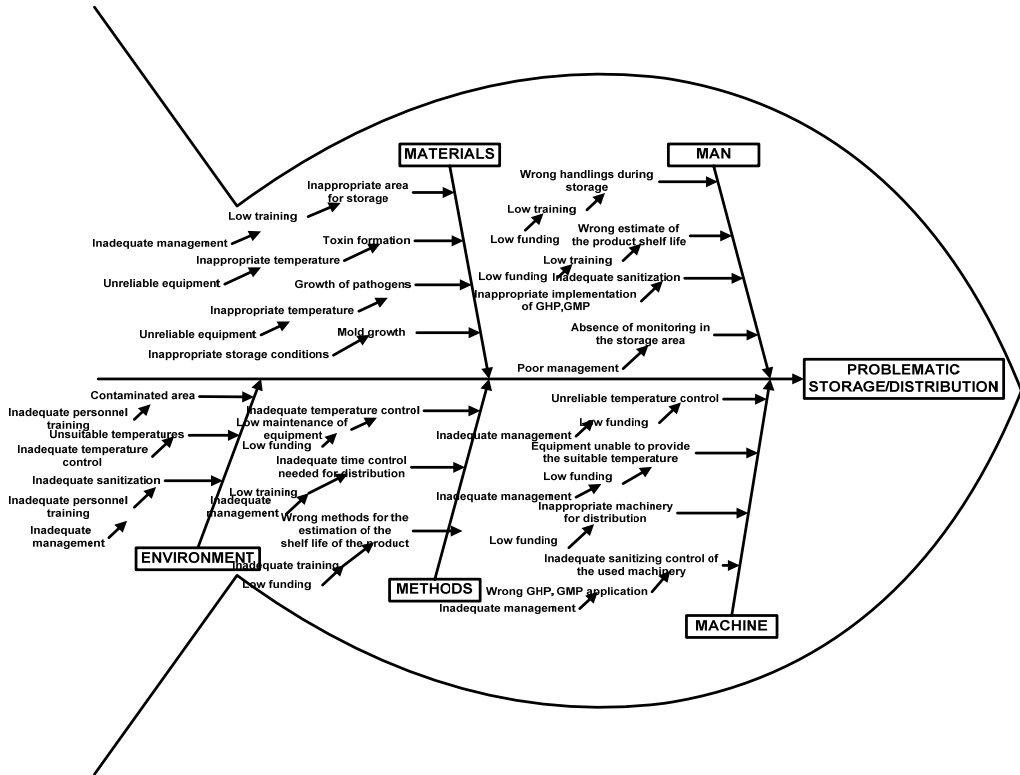 MATERIALS
Inappropriate area
for storage
Low training
Inadequate management
Toxin formation
Inappropriate temperature
Unreliable equipment
Growth of pathogens
Inappropriate temperature
Unreliable equipment
Mold growth
Inappropriate storage conditions
MAN
Wrong handlings during
storage
Low training
Low funding
Wrong estimate of
the product shelf life
Low training
Low funding
Inadequate sanitization
Inappropriate implementation
of GHP,GMP
Absence of monitoring in
the storage area
Poor management
PROBLEMATIC
STORAGE/DISTRIBUTION
Contaminated area
Inadequate personnel
training
Unsuitable temperatures
Inadequate temperature
control
Inadequate sanitization
Inadequate personnel
training
Inadequate
management
ENVIRONMENT
Inadequate temperature control
Low maintenance of
equipment
Low funding
Inadequate time control
needed for distribution
Low training
Inadequate
management
Wrong methods for the
estimation of the
shelf life of the product
Inadequate training
Low funding
METHODS
Unreliable temperature control
Low funding
Inadequate management
Equipment unable to provide
the suitable temperature
Low funding
Inadequate management
Inappropriate machinery
for distribution
Low funding
Inadequate sanitizing control of
the used machinery
Wrong GHP, GMP application
Inadequate management
MACHINE